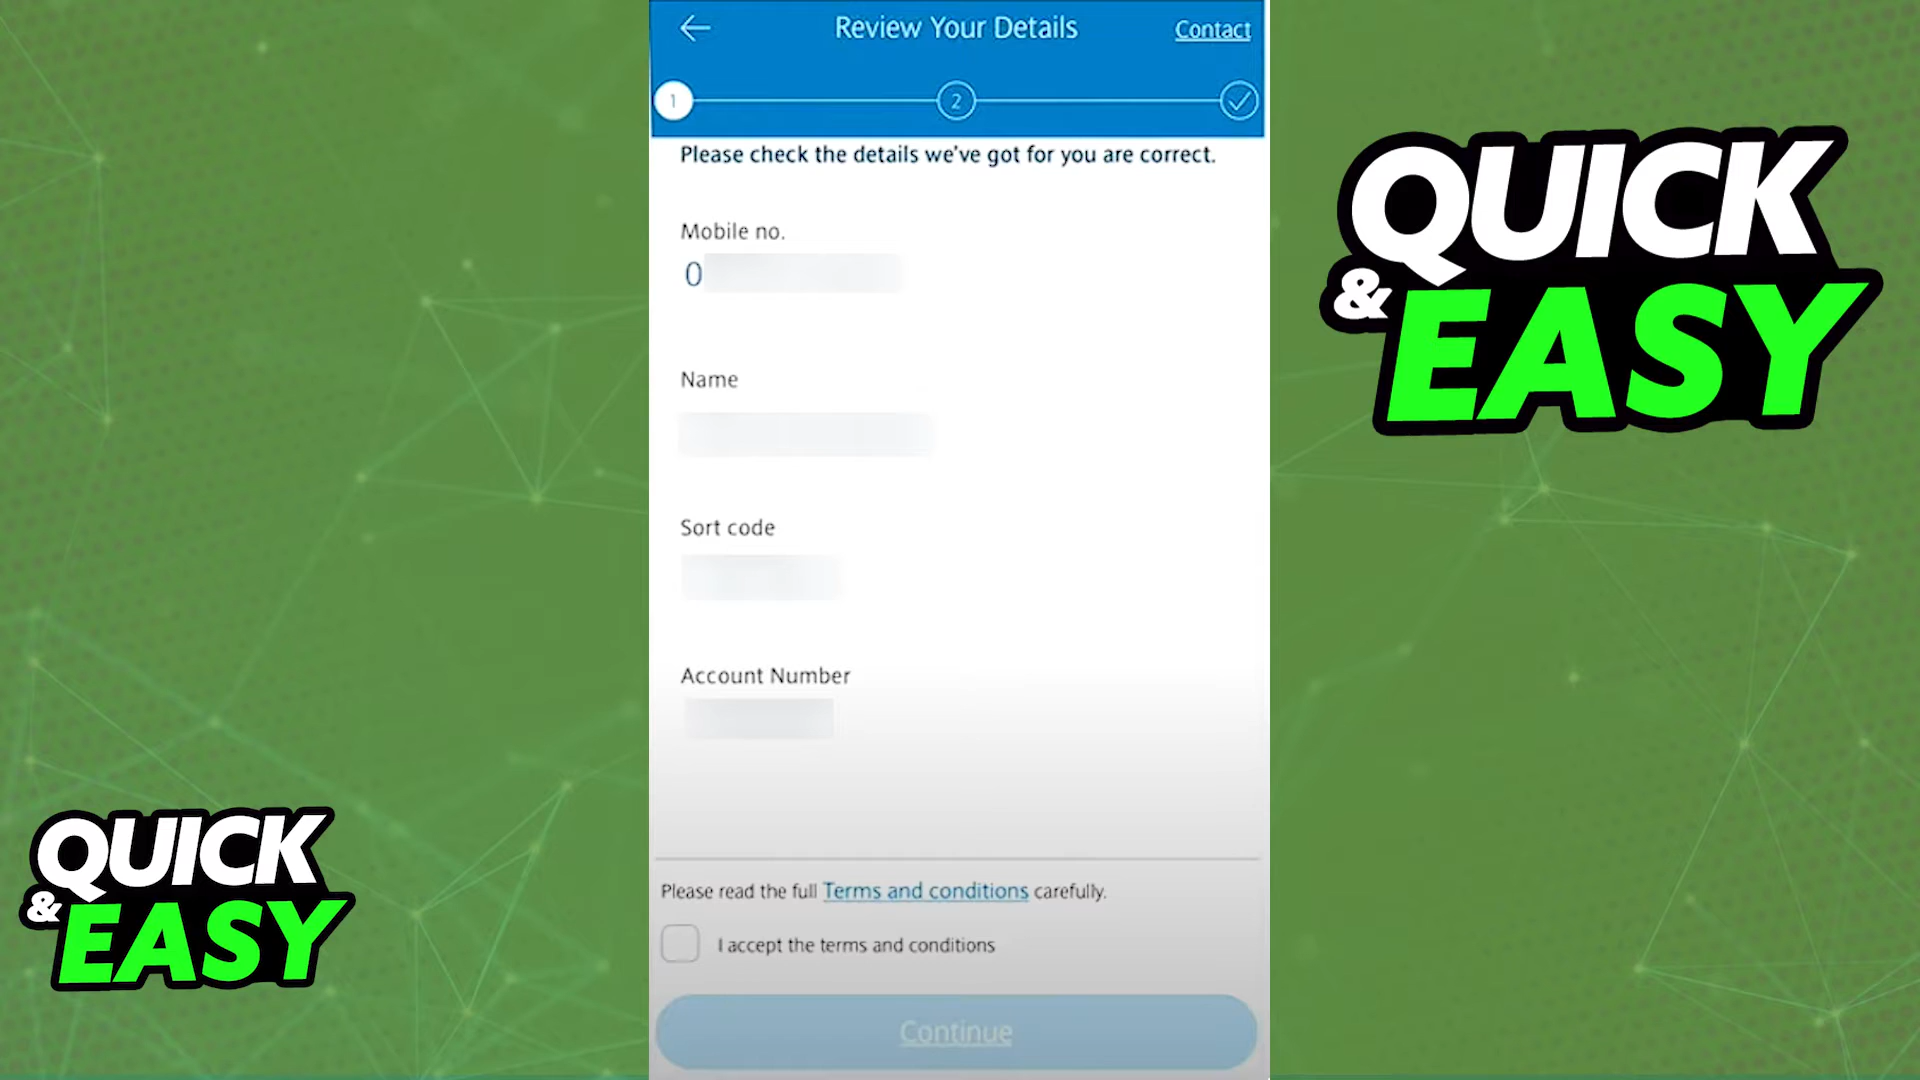 Review Your Details
Contact
1
2
Please check the details we've got for you are correct.
Mobile no.
0
Name
Sort code
Account Number
Please read the full Terms and conditions carefully.
I accept the terms and conditions
Continue
QUICK
& EASY
QUICK
& EASY